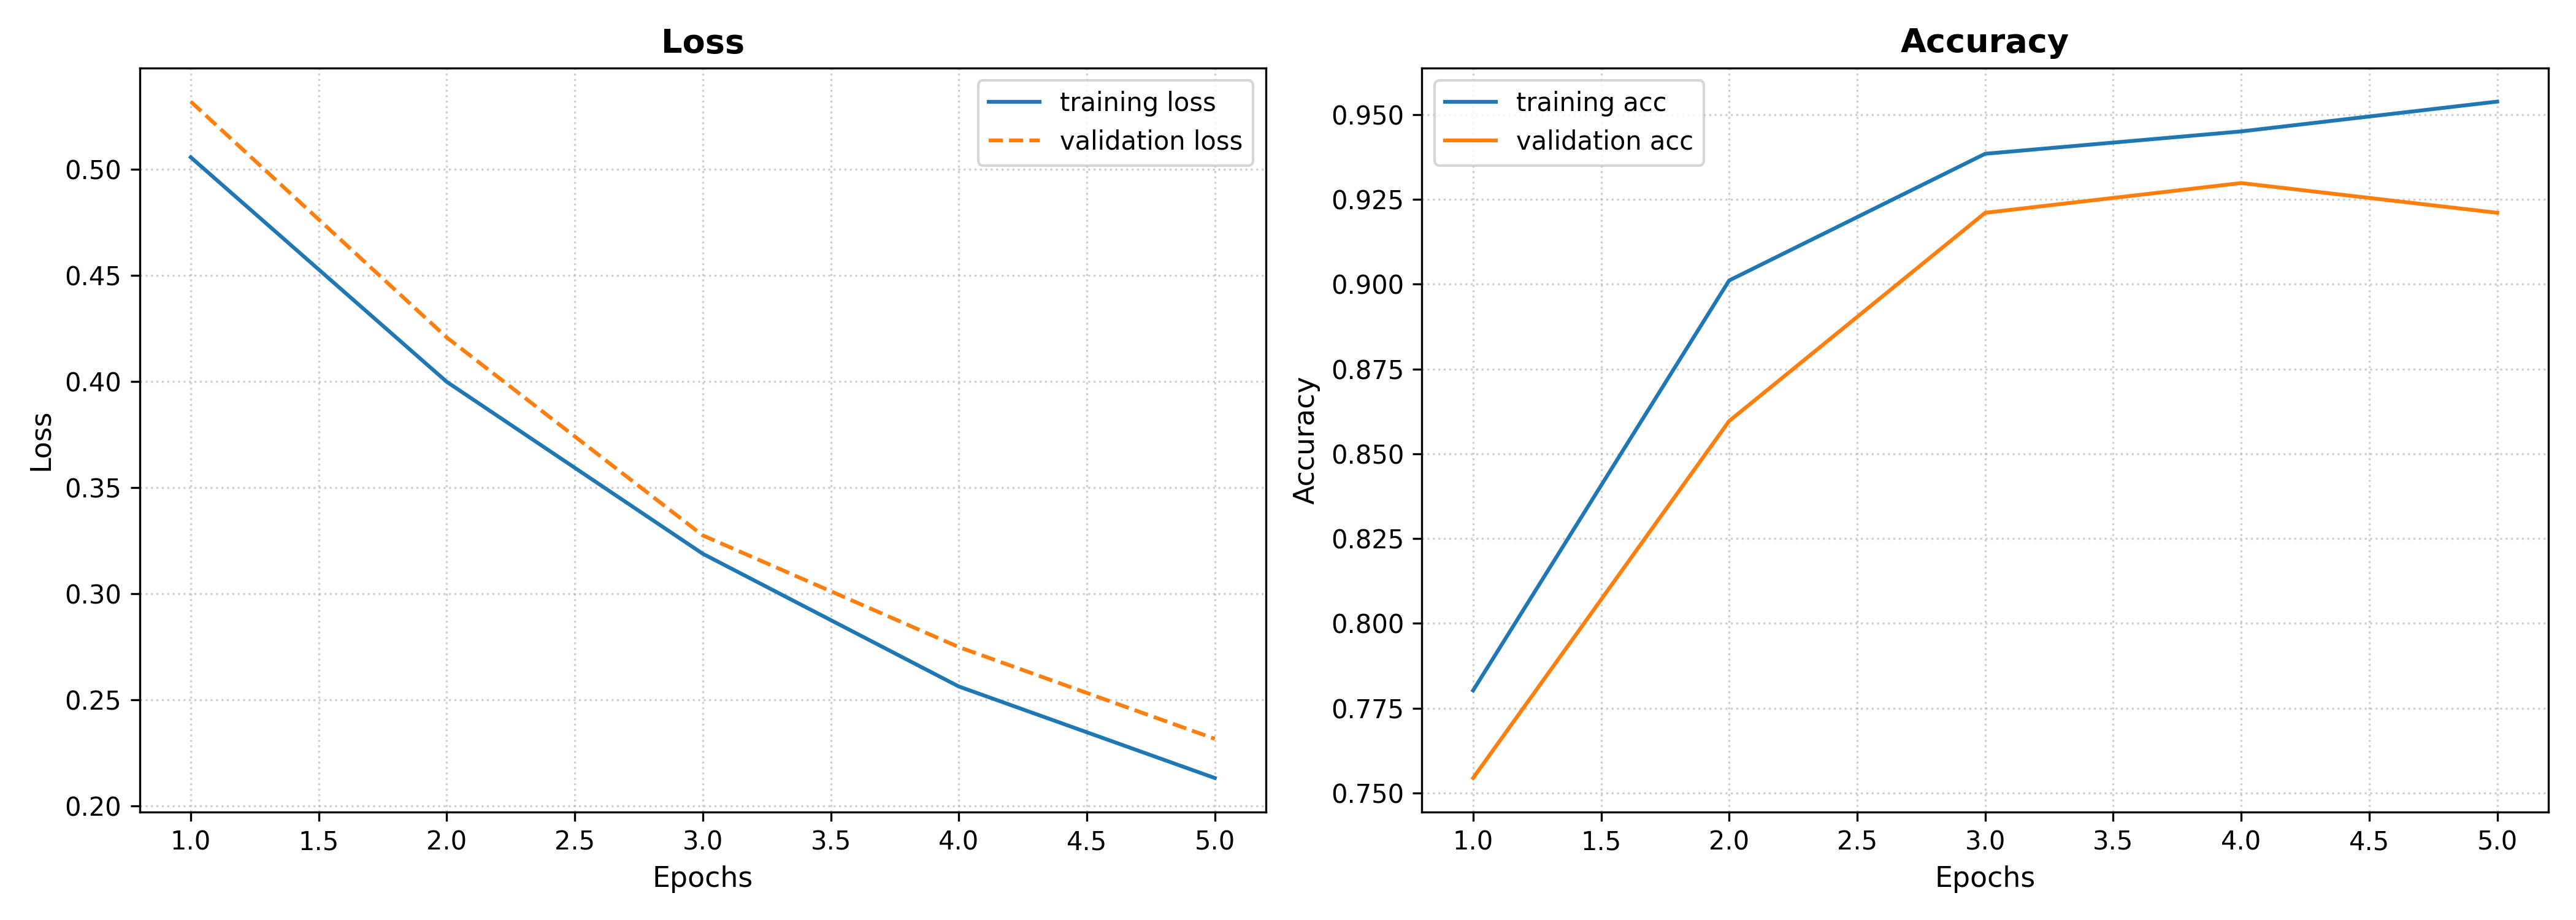 Loss
training loss
validation loss
0.50
0.45
0.40
0.35
0.30
0.25
0.20
Loss
1.0 1.5 2.0 2.5 3.0 3.5 4.0 4.5 5.0
Epochs
Accuracy
training acc
validation acc
0.950
0.925
0.900
0.875
0.850
0.825
0.800
0.775
0.750
Accuracy
1.0 1.5 2.0 2.5 3.0 3.5 4.0 4.5 5.0
Epochs